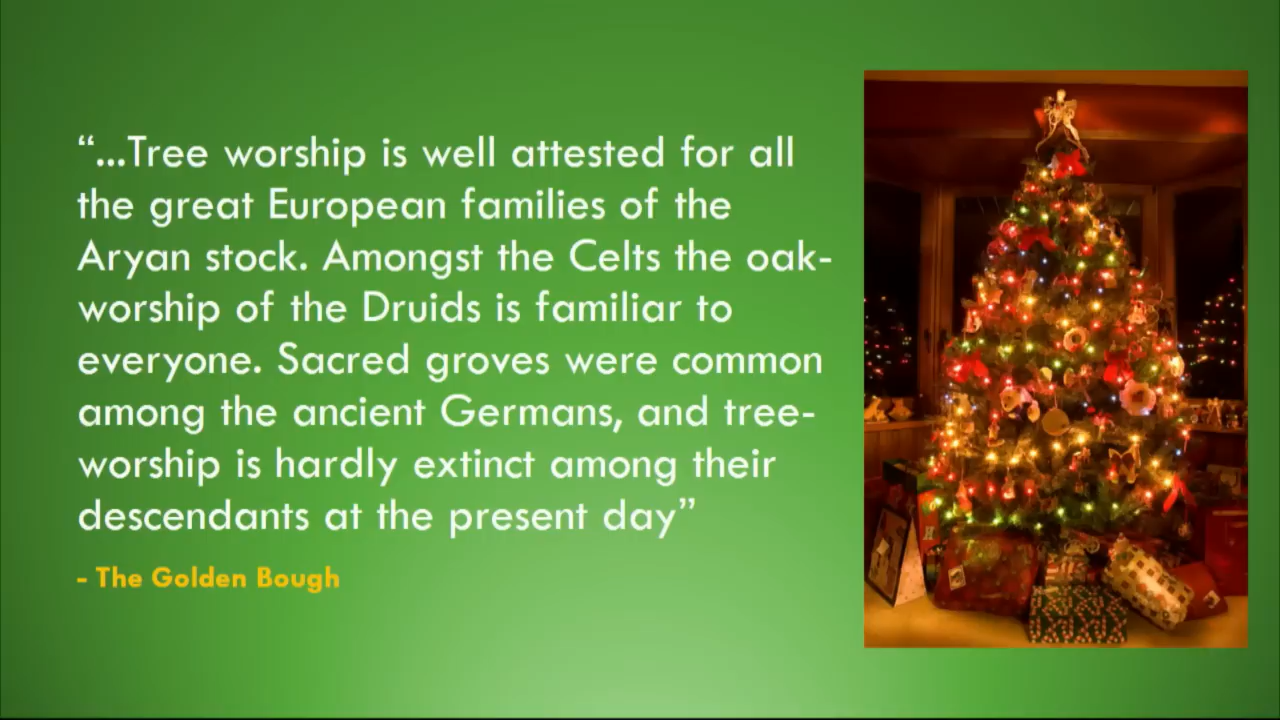 “...Tree worship is well attested for all
the great European families of the
Aryan stock. Amongst the Celts the oak-
worship of the Druids is familiar to
everyone. Sacred groves were common
among the ancient Germans, and tree-
worship is hardly extinct among their
descendants at the present day”
- The Golden Bough